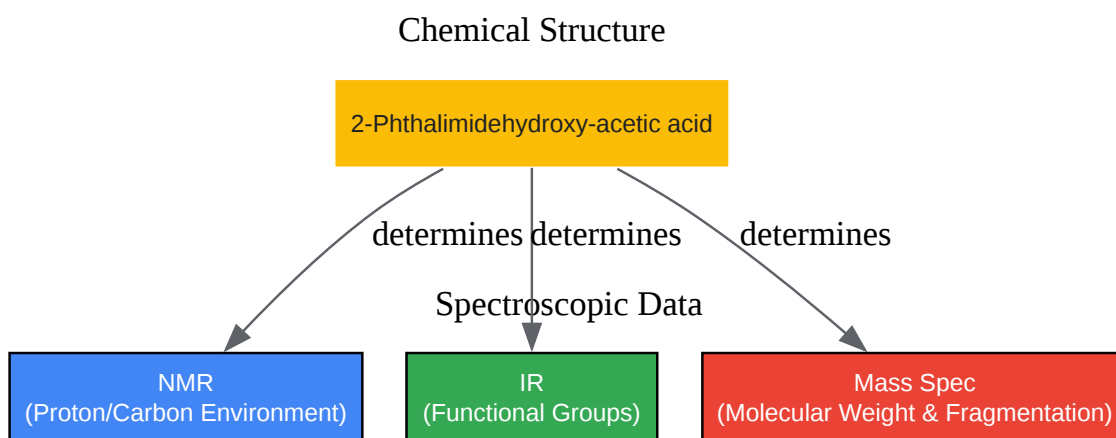 Chemical Structure
2-Phthalimidehydroxy-acetic acid
determines determines determines
Spectroscopic Data
NMR
(Proton/Carbon Environment)
IR
(Functional Groups)
Mass Spec
(Molecular Weight & Fragmentation)